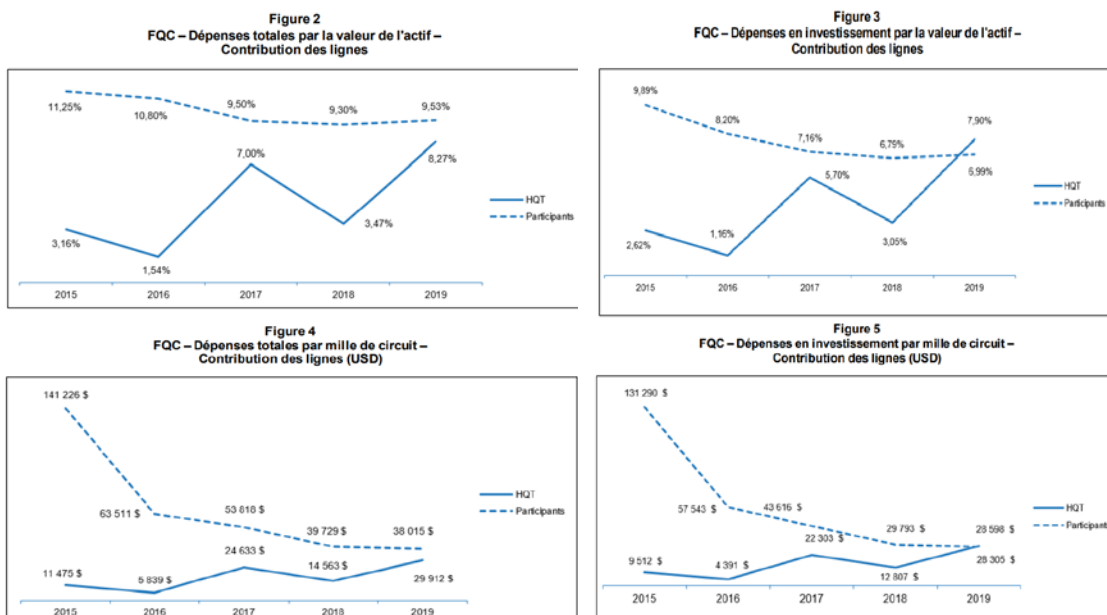 Figure 2
FQC – Dépenses totales par la valeur de l'actif –
Contribution des lignes
11,25%
10,80%
9,50%
9,30%
9,53%
7,00%
8,27%
3,16%
1,54%
3,47%
HQT
Participants
2015 2016 2017 2018 2019
Figure 3
FQC – Dépenses en investissement par la valeur de l'actif –
Contribution des lignes
9,89%
8,20%
7,16%
6,79%
7,90%
5,70%
5,99%
2,62%
1,16%
3,05%
HQT
Participants
2015 2016 2017 2018 2019
Figure 4
FQC – Dépenses totales par mille de circuit –
Contribution des lignes (USD)
141 226 $
63 511 $
53 818 $
39 729 $
38 015 $
11 475 $
5 839 $
24 633 $
14 563 $
29 912 $
HQT
Participants
2015 2016 2017 2018 2019
Figure 5
FQC – Dépenses en investissement par mille de circuit –
Contribution des lignes (USD)
131 290 $
57 543 $
43 616 $
29 793 $
28 598 $
9 512 $
4 391 $
22 303 $
12 807 $
28 305 $
HQT
Participants
2015 2016 2017 2018 2019